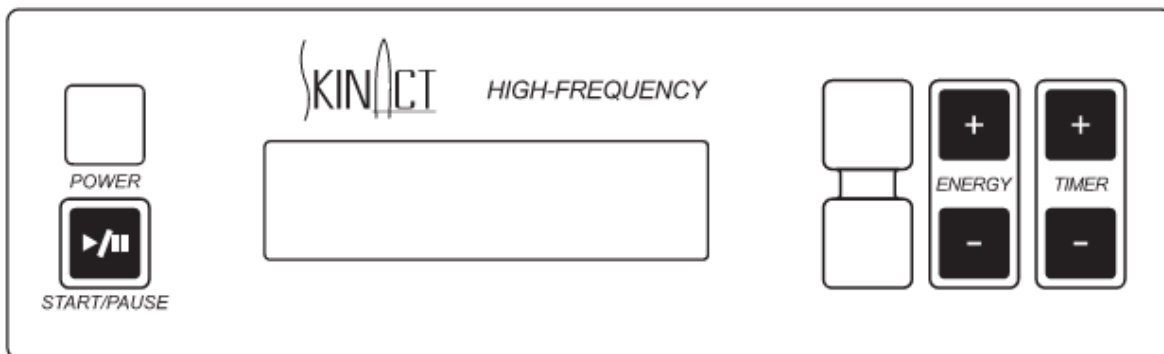 SKINACT
HIGH-FREQUENCY
POWER
START/PAUSE
+
ENERGY
-
+
TIMER
-